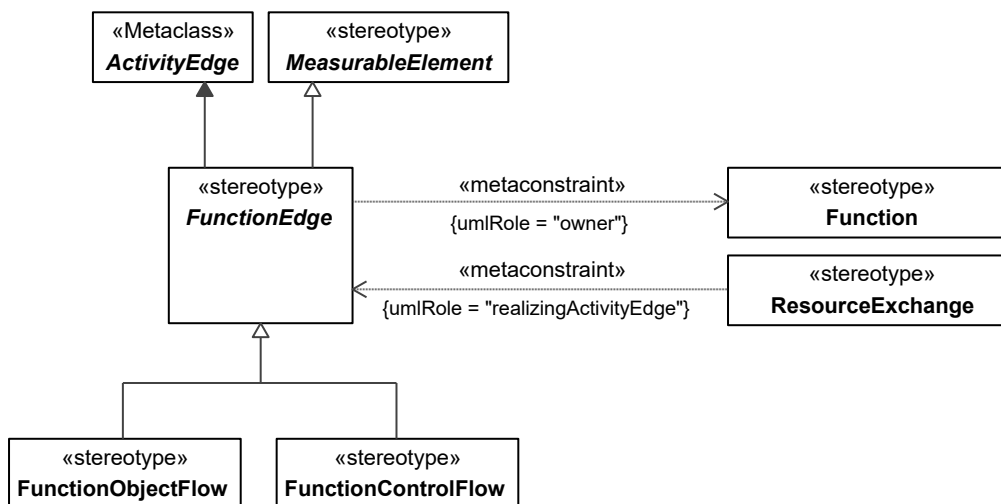 «Metaclass»
ActivityEdge
«stereotype»
MeasurableElement
«stereotype»
FunctionEdge
«metaconstraint»
{umlRole = "owner"}
«stereotype»
Function
«metaconstraint»
{umlRole = "realizingActivityEdge"}
«stereotype»
ResourceExchange
«stereotype»
FunctionObjectFlow
«stereotype»
FunctionControlFlow